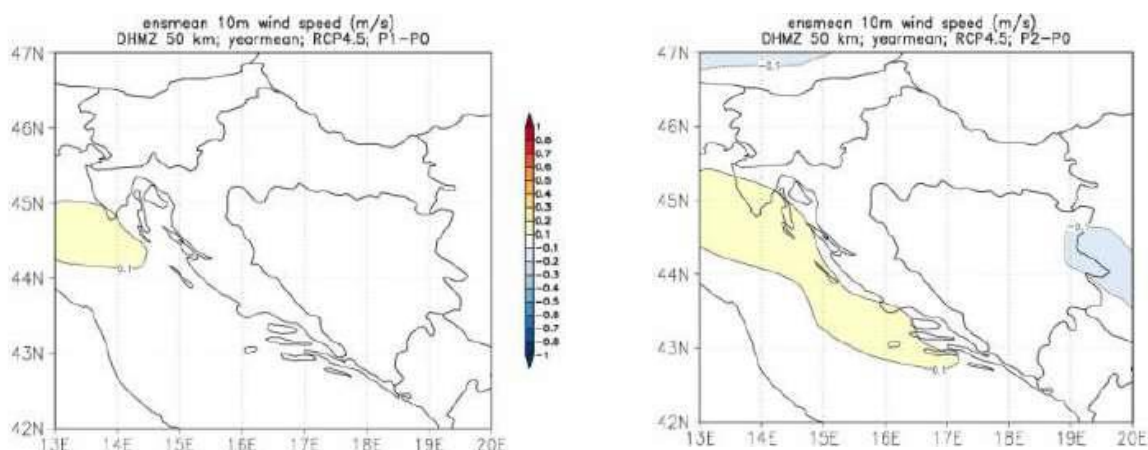 ensmean 10m wind speed (m/s)
DHMZ 50 km; yearmean; RCP4.5; P1-P0
47N
46N
45N
44N
43N
42N
0.1
13E 14E 15E 16E 17E 18E 19E 20E
1
0.8
0.7
0.6
0.5
0.4
0.3
0.2
0.1
-0.1
-0.2
-0.3
-0.4
-0.5
-0.6
-0.7
-0.8
-1
ensmean 10m wind speed (m/s)
DHMZ 50 km; yearmean; RCP4.5; P2-P0
47N
46N
45N
44N
43N
42N
-0.1
-0.1
0.1
13E 14E 15E 16E 17E 18E 19E 20E